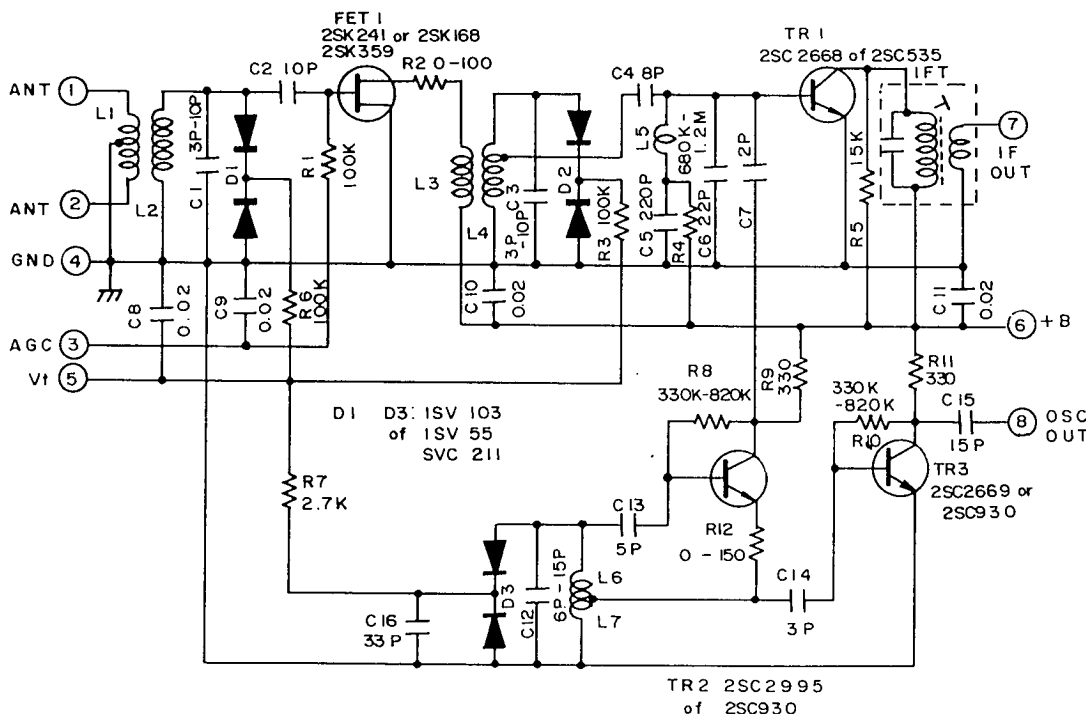 FET 1
2SK241 or 2SK168
2SK359
R2 0-100
TR 1
2SC2668 of 2SC535
IFT
ANT 1
L1
C2 10P
3P-10P
C1
D1
R1
100K
L2
ANT 2
GND 4
C4 8P
L5
680K-
1.2M
2P
C7
15K
R5
7
IF
OUT
L3
L4
C3
3P
-10P
D2
R3 100K
C5 220P
R4
C6 22P
C8
0.02
C9
0.02
R6
100K
C10
0.02
C11
0.02
AGC 3
Vt 5
6 +B
R8
330K-820K
R9
330
R11
330
330K
-820K
R10
C15
15P
8 OSC
OUT
D1 D3: 1SV 103
of 1SV 55
SVC 211
R7
2.7K
C13
5P
R12
0-150
TR3
2SC2669 or
2SC930
C14
3P
C16
33P
D3
C12
6P-15P
L6
L7
TR2 2SC2995
of 2SC930